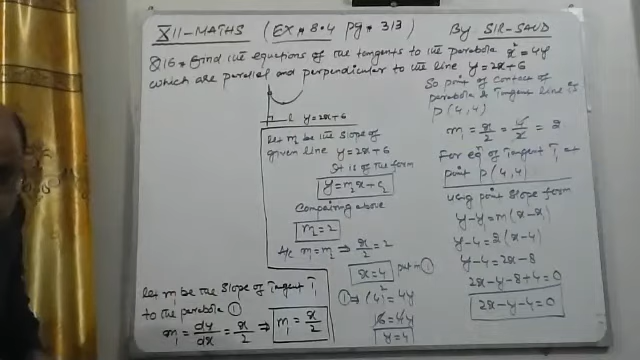 XII-MATHS ( EX # 8.4 pg # 313 ) By SIR-SAUD
Q16 # Find the equations of the tangents to the parabola x² = 4y
which are parallel and perpendicular to the line y = 2x+6
l y = 2x+6
let m₂ be the slope of
given line y = 2x+6
It is of the form
y = m₂x + c₂
Comparing above
m₂ = 2
A/c m₁ = m₂ ⇒ x/2 = 2
let m₁ be the slope of Tangent T₁
to the parabola ①
m₁ = dy/dx = x/2 ⇒ m₁ = x/2
x = 4 put in ①
① ⇒ (4)² = 4y
16 = 4y
y = 4
So point of contact of
parabola & Tangent line is
P(4,4)
m₁ = x/2 = 4/2 = 2
For eqⁿ of Tangent T₁ at
point P(4,4)
using point slope form
y-y₁ = m(x-x₁)
y-4 = 2(x-4)
y-4 = 2x-8
2x-y-8+4=0
2x-y-4=0